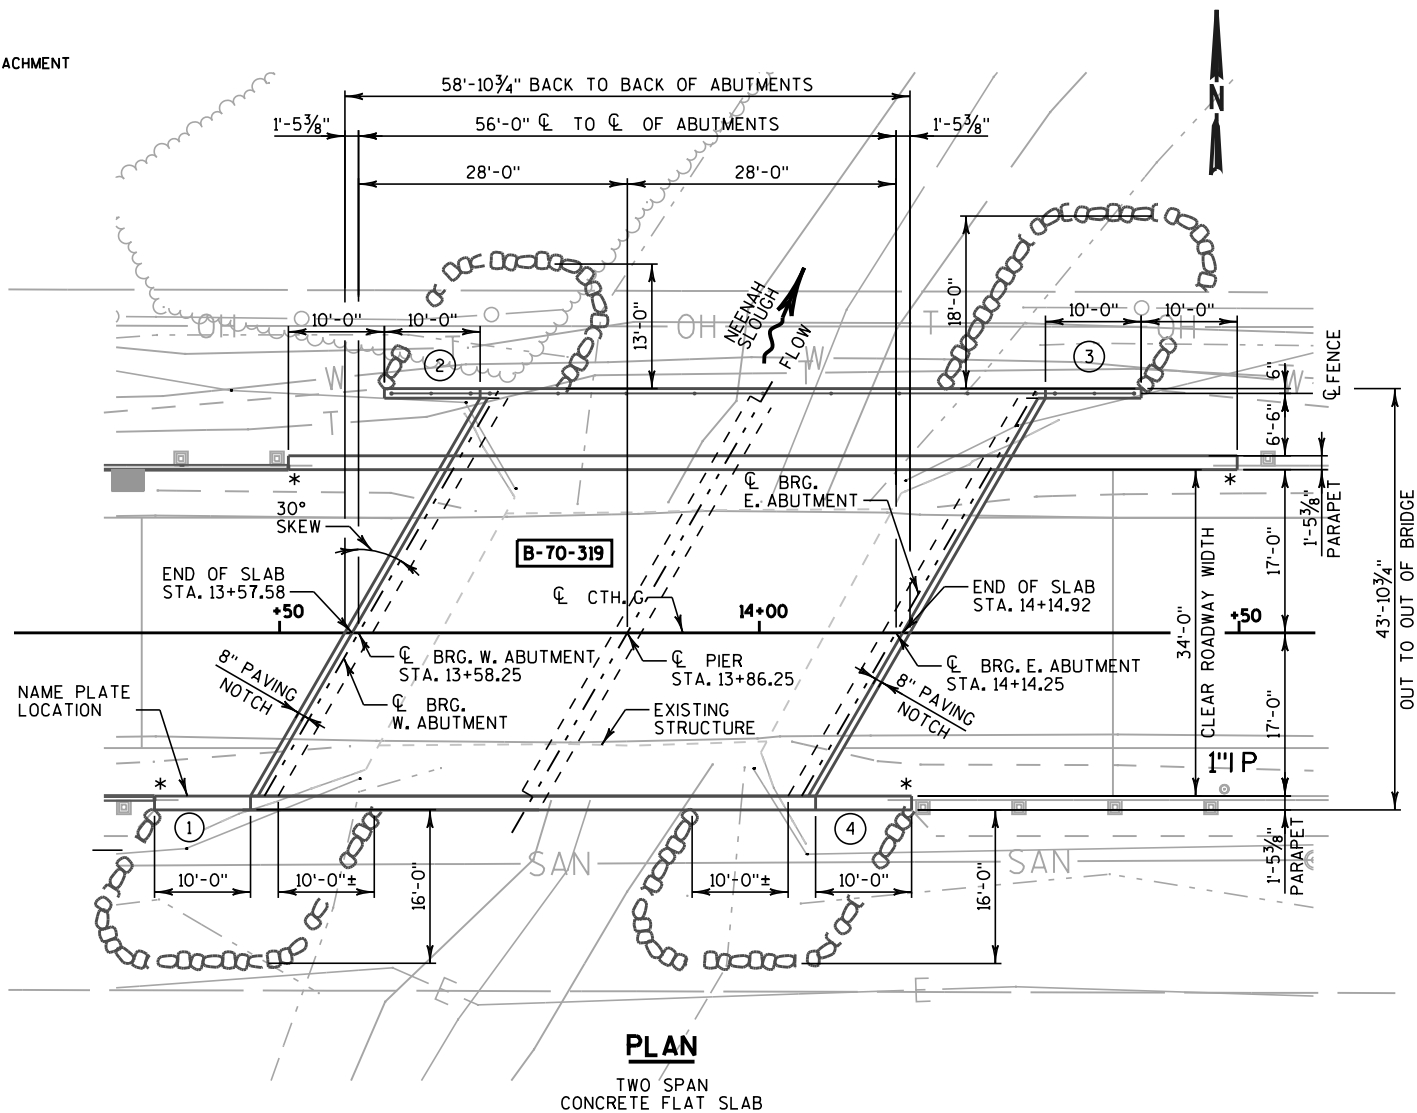 ACHMENT
58'-10¾" BACK TO BACK OF ABUTMENTS
1'-5⅜"
56'-0" ℄ TO ℄ OF ABUTMENTS
1'-5⅜"
28'-0"
28'-0"
N
18'-0"
13'-0"
NEENAH
SLOUGH
FLOW
OH
10'-0"
10'-0"
OH
T
10'-0"
10'-0"
OH
T
T
2
3
W
W
T
W
T
6"
℄ FENCE
6'-6"
*
*
℄ BRG.
E. ABUTMENT
30°
SKEW
1'-5⅜"
PARAPET
B-70-319
17'-0"
CLEAR ROADWAY WIDTH
34'-0"
43'-10¾"
OUT TO OUT OF BRIDGE
END OF SLAB
STA. 13+57.58
END OF SLAB
STA. 14+14.92
℄ CTH. G
+50
14+00
+50
℄ BRG. W. ABUTMENT
STA. 13+58.25
℄ PIER
STA. 13+86.25
℄ BRG. E. ABUTMENT
STA. 14+14.25
8" PAVING
NOTCH
8" PAVING
NOTCH
NAME PLATE
LOCATION
℄ BRG.
W. ABUTMENT
EXISTING
STRUCTURE
17'-0"
1"IP
*
*
1
4
SAN
SAN
1'-5⅜"
PARAPET
10'-0"
10'-0"±
16'-0"
10'-0"±
10'-0"
16'-0"
E
E
PLAN
TWO SPAN
CONCRETE FLAT SLAB